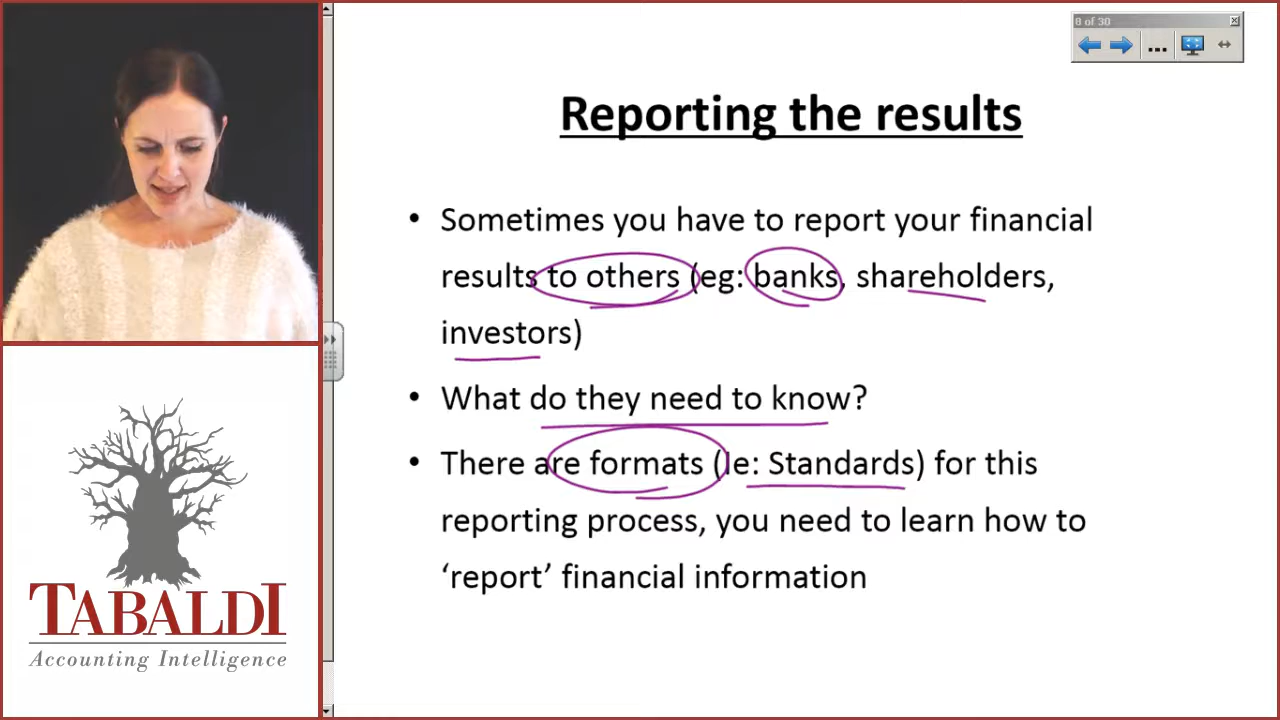 8 of 30
Reporting the results
• Sometimes you have to report your financial
results to others (eg: banks, shareholders,
investors)
• What do they need to know?
• There are formats (Ie: Standards) for this
reporting process, you need to learn how to
‘report’ financial information
TABALDI
Accounting Intelligence